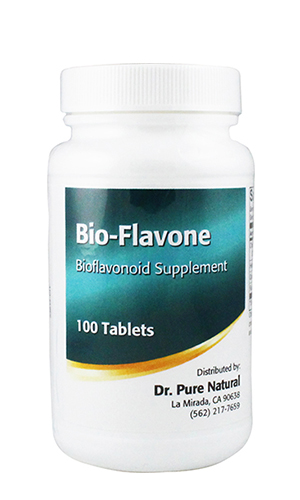 Bio-Flavone
Bioflavonoid Supplement
100 Tablets
Distributed by:
Dr. Pure Natural
La Mirada, CA 90638
(562) 217-7659